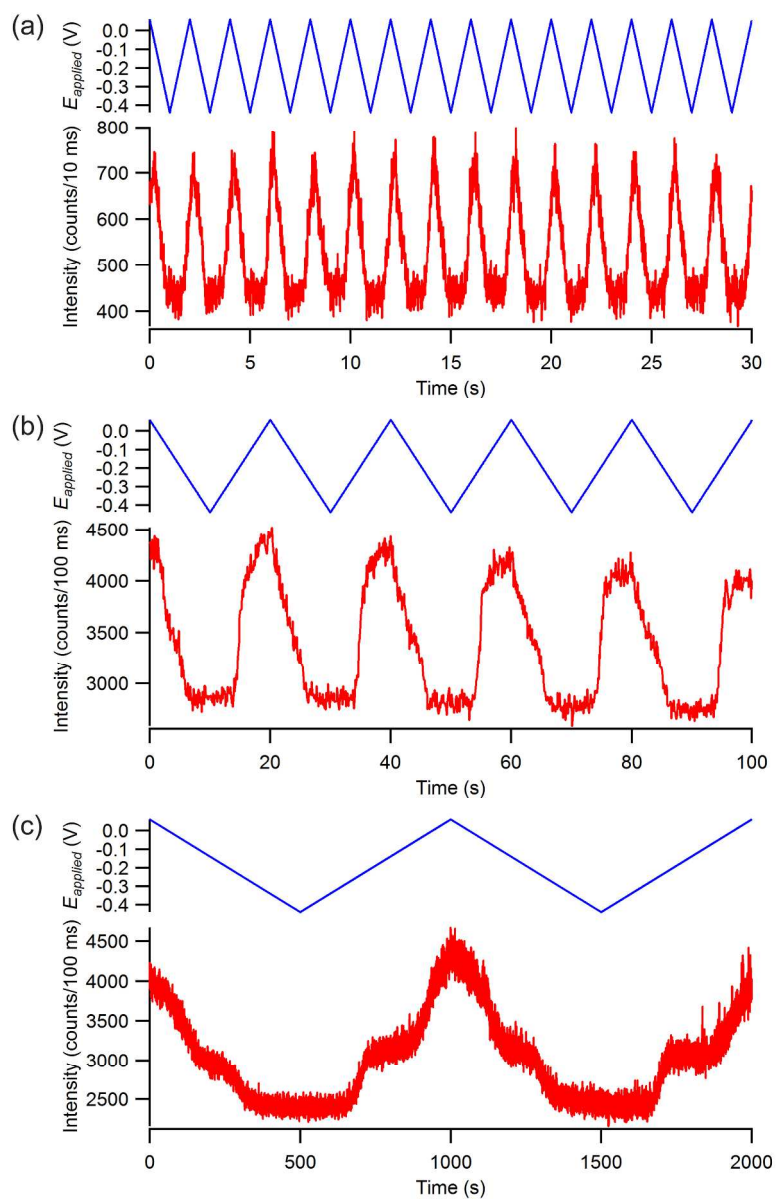 (a)
E applied (V)
0.0
-0.1
-0.2
-0.3
-0.4
Intensity (counts/10 ms)
800
700
600
500
400
0 5 10 15 20 25 30
Time (s)
(b)
E applied (V)
0.0
-0.1
-0.2
-0.3
-0.4
Intensity (counts/100 ms)
4500
4000
3500
3000
0 20 40 60 80 100
Time (s)
(c)
E applied (V)
0.0
-0.1
-0.2
-0.3
-0.4
Intensity (counts/100 ms)
4500
4000
3500
3000
2500
0 500 1000 1500 2000
Time (s)